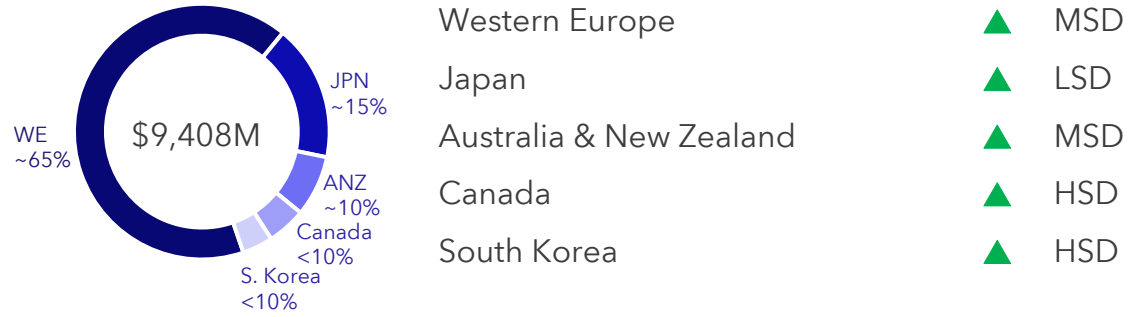 WE
~65%
$9,408M
JPN
~15%
ANZ
~10%
Canada
<10%
S. Korea
<10%
Western Europe MSD
Japan LSD
Australia & New Zealand MSD
Canada HSD
South Korea HSD